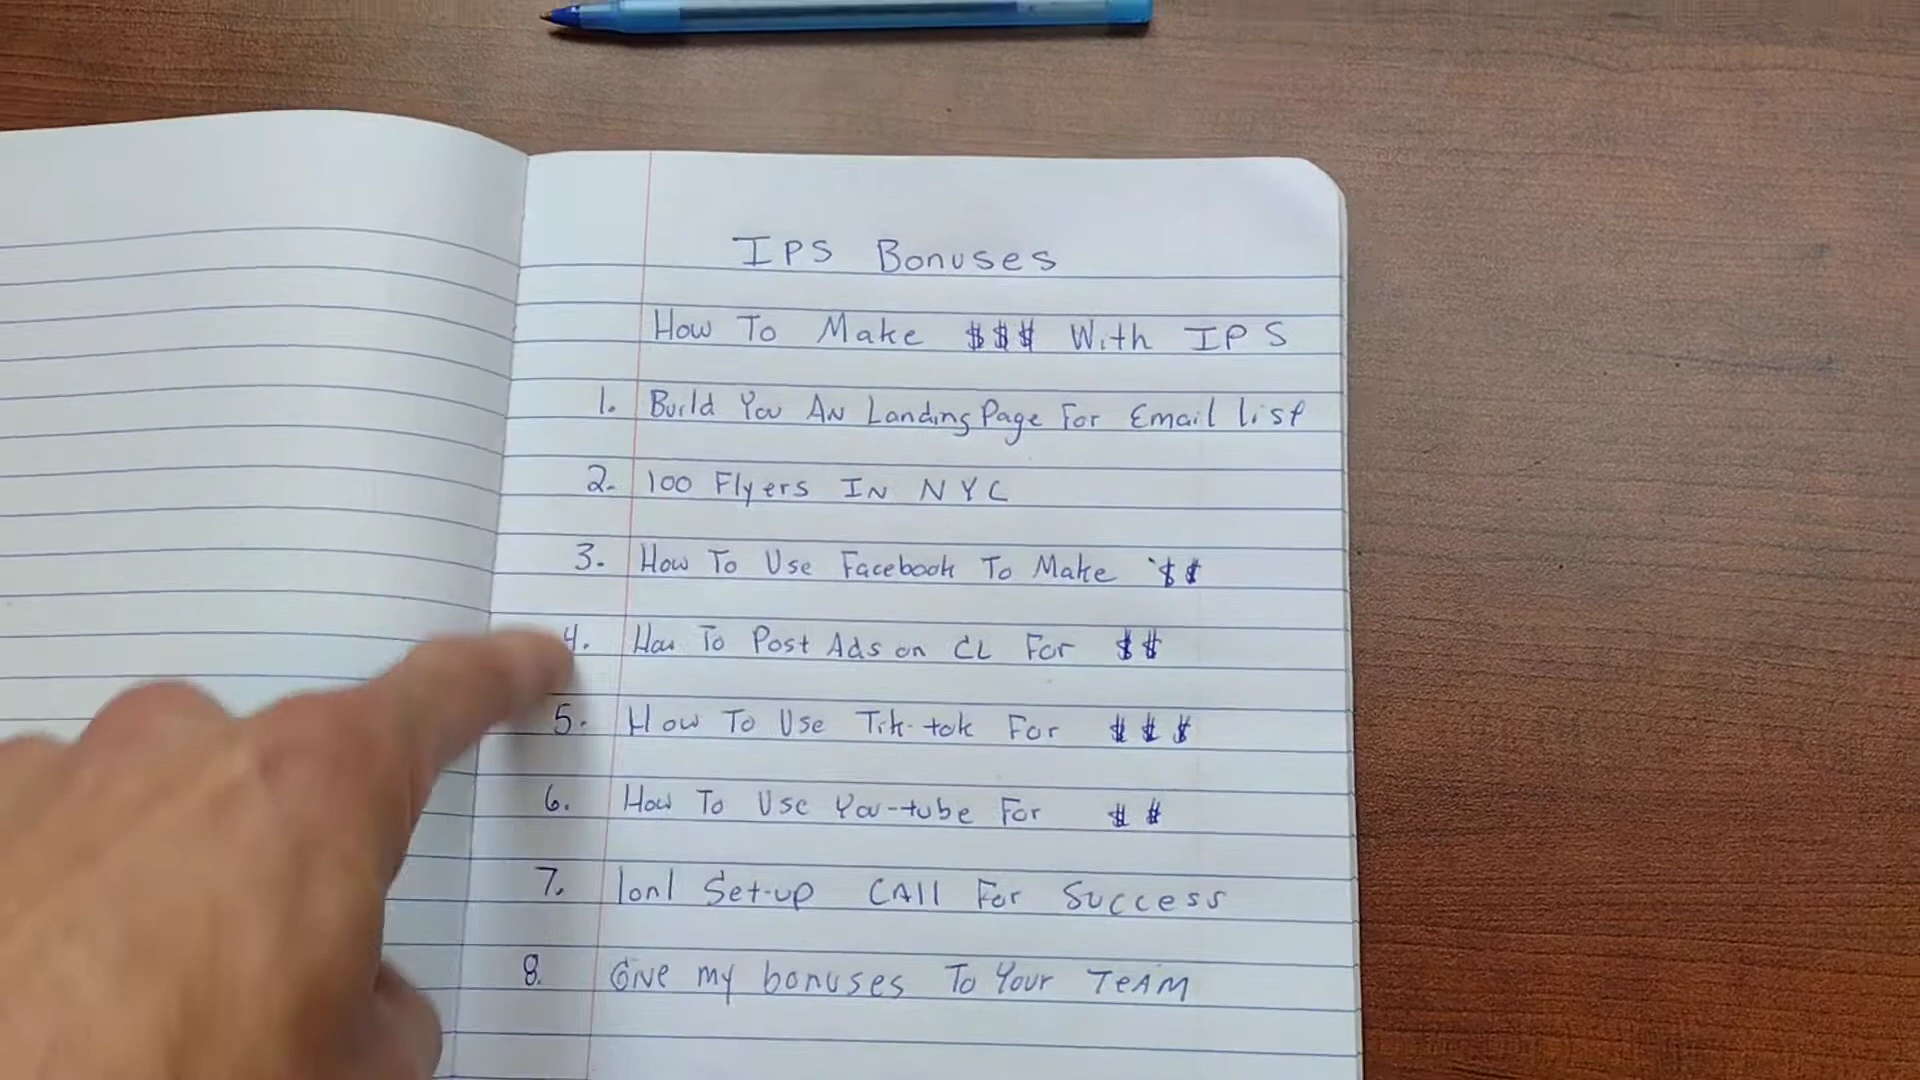 IPS Bonuses
How To Make $$$ With IPS
1. Build You AN Landing Page For Email list
2. 100 Flyers IN NYC
3. How To Use Facebook To Make $$
4. How To Post Ads on CL For $$
5. How To Use Tik-tok For $$$
6. How To Use You-tube For $$
7. 1on1 Set-up CAll For Success
8. Give my bonuses To Your TEAM